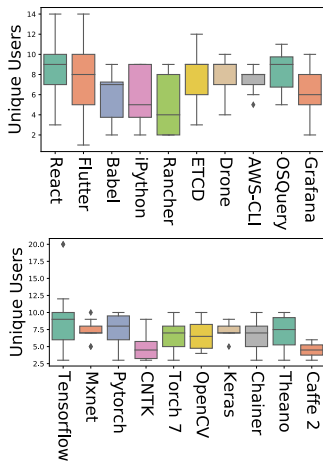 Unique Users
14
12
10
8
6
4
2
React
Flutter
Babel
iPython
Rancher
ETCD
Drone
AWS-CLI
OSQuery
Grafana
Unique Users
20.0
17.5
15.0
12.5
10.0
7.5
5.0
2.5
Tensorflow
Mxnet
Pytorch
CNTK
Torch 7
OpenCV
Keras
Chainer
Theano
Caffe 2